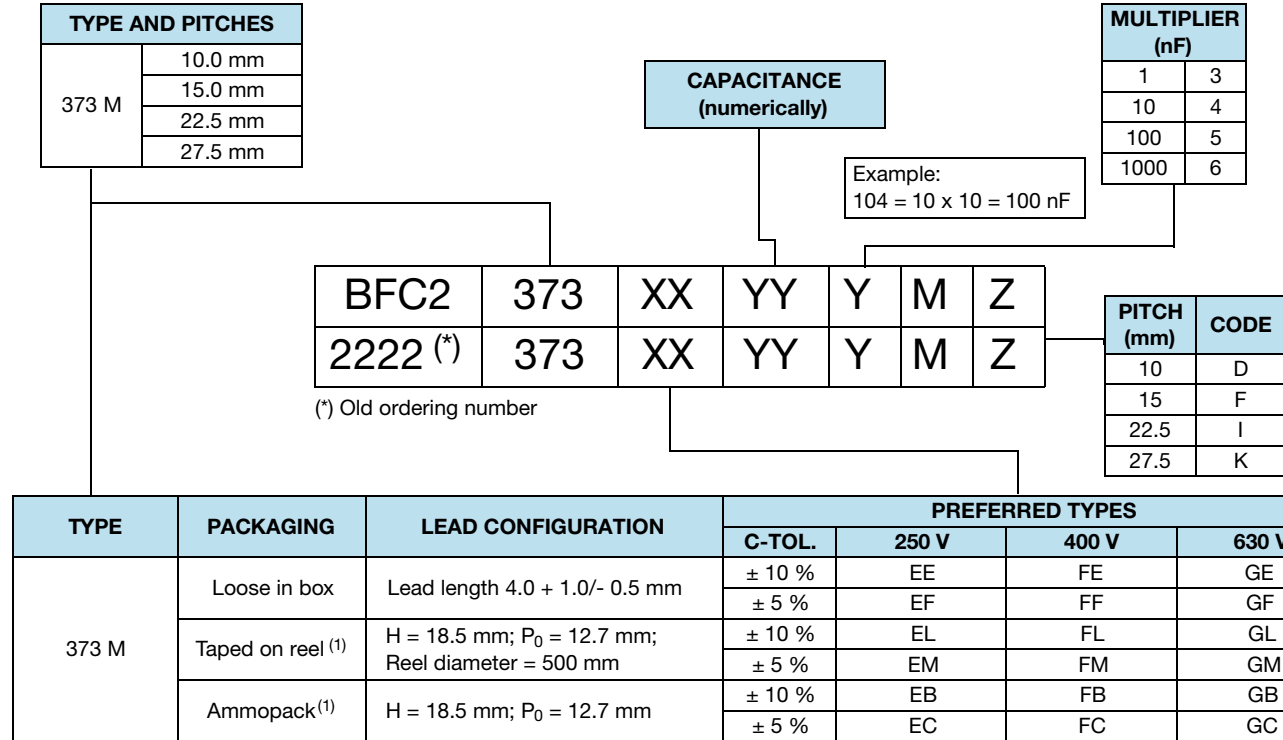 TYPE AND PITCHES
373 M
10.0 mm
15.0 mm
22.5 mm
27.5 mm
CAPACITANCE
(numerically)
MULTIPLIER
(nF)
1 3
10 4
100 5
1000 6
Example:
104 = 10 x 10 = 100 nF
BFC2 373 XX YY Y M Z
2222 (*) 373 XX YY Y M Z
(*) Old ordering number
PITCH
(mm)
CODE
10 D
15 F
22.5 I
27.5 K
TYPE PACKAGING LEAD CONFIGURATION PREFERRED TYPES
C-TOL. 250 V 400 V 630 V
373 M
Loose in box Lead length 4.0 + 1.0/- 0.5 mm
± 10 % EE FE GE
± 5 % EF FF GF
Taped on reel (1)
H = 18.5 mm; P0 = 12.7 mm;
Reel diameter = 500 mm
± 10 % EL FL GL
± 5 % EM FM GM
Ammopack(1) H = 18.5 mm; P0 = 12.7 mm
± 10 % EB FB GB
± 5 % EC FC GC